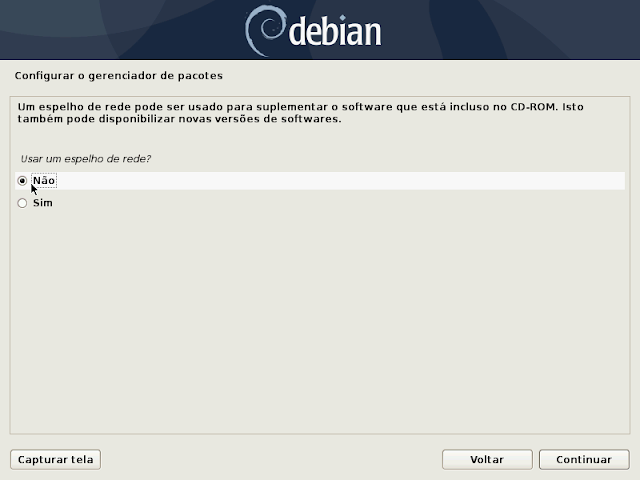 debian
Configurar o gerenciador de pacotes
Um espelho de rede pode ser usado para suplementar o software que está incluso no CD-ROM. Isto
também pode disponibilizar novas versões de softwares.
Usar um espelho de rede?
Não
Sim
Capturar tela
Voltar
Continuar